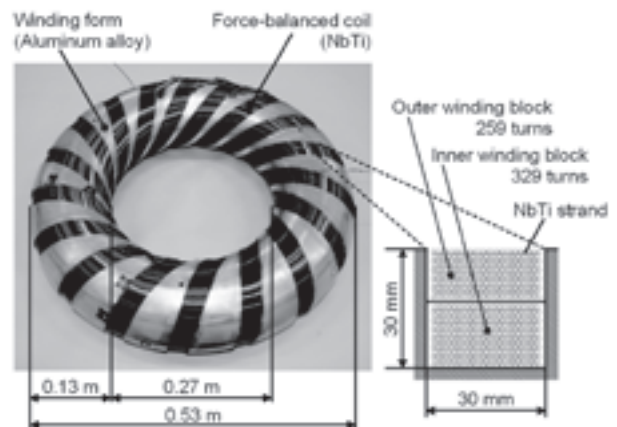 Winding form
(Aluminum alloy)
Force-balanced coil
(NbTi)
Outer winding block
259 turns
Inner winding block
329 turns
NbTi strand
30 mm
30 mm
0.13 m
0.27 m
0.53 m